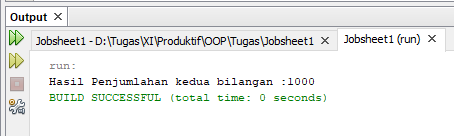 Output
Jobsheet1 - D:\Tugas\XI\Produktif\OOP\Tugas\Jobsheet1
Jobsheet1 (run)
run:
Hasil Penjumlahan kedua bilangan :1000
BUILD SUCCESSFUL (total time: 0 seconds)